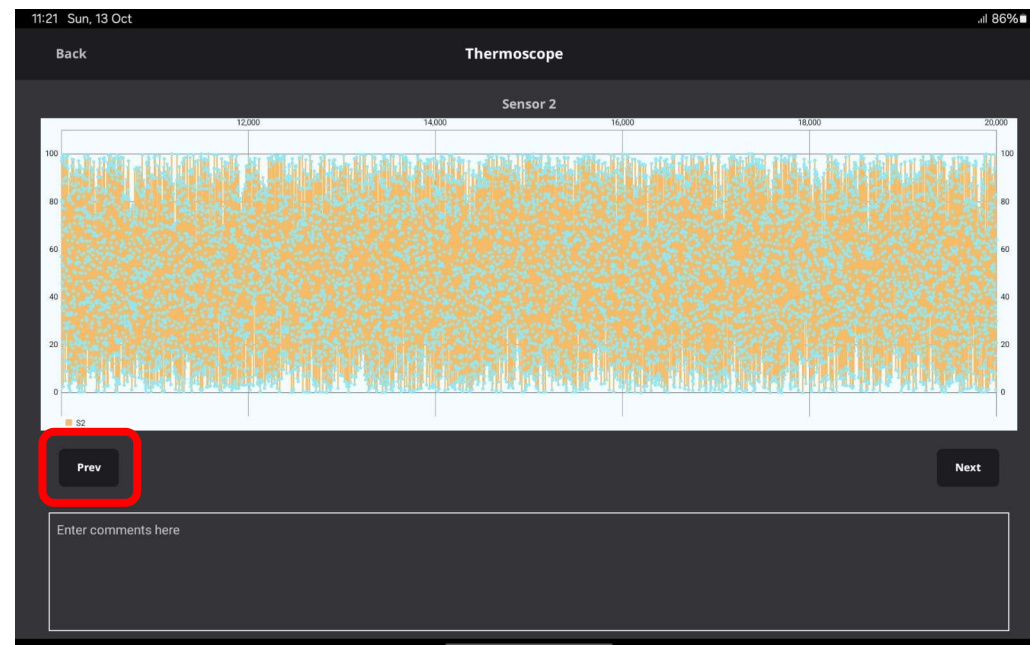 11:21 Sun, 13 Oct 86%
Back Thermoscope
Sensor 2
12,000 14,000 16,000 18,000 20,000
100 100
80 80
60 60
40 40
20 20
0 0
S2
Prev Next
Enter comments here